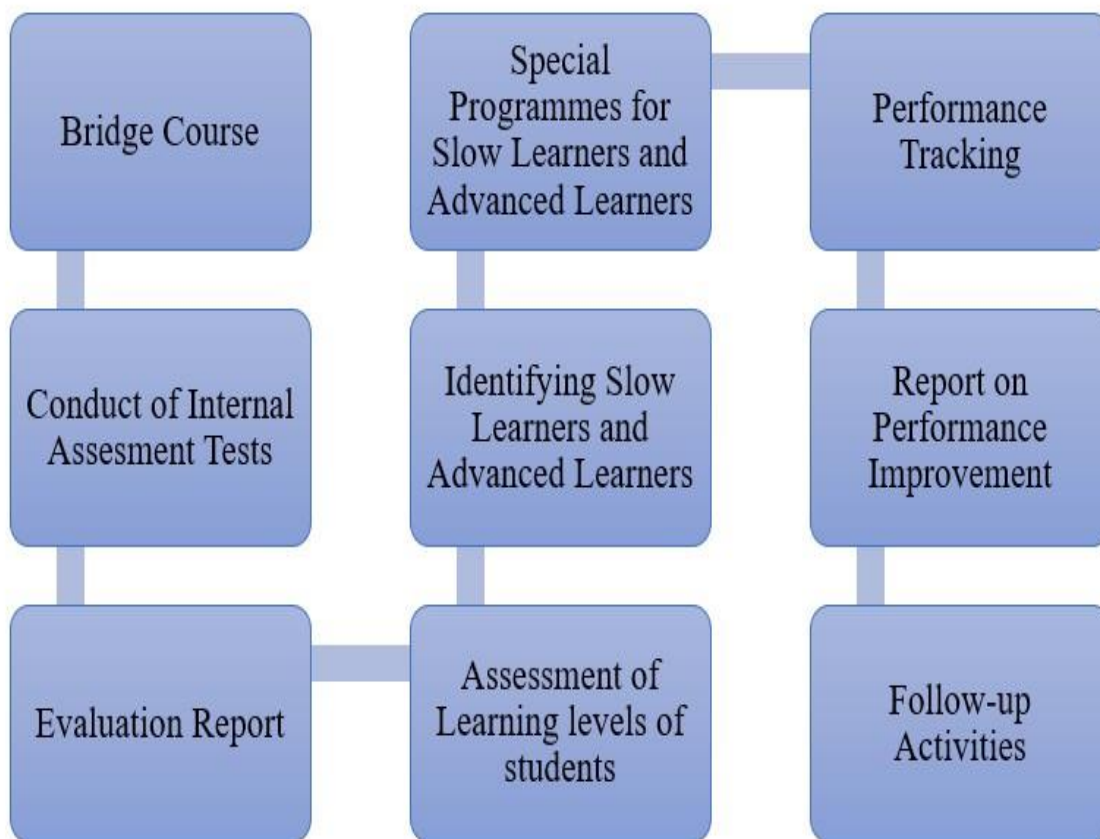 Bridge Course
Conduct of Internal
Assesment Tests
Evaluation Report
Assessment of
Learning levels of
students
Identifying Slow
Learners and
Advanced Learners
Special
Programmes for
Slow Learners and
Advanced Learners
Performance
Tracking
Report on
Performance
Improvement
Follow-up
Activities